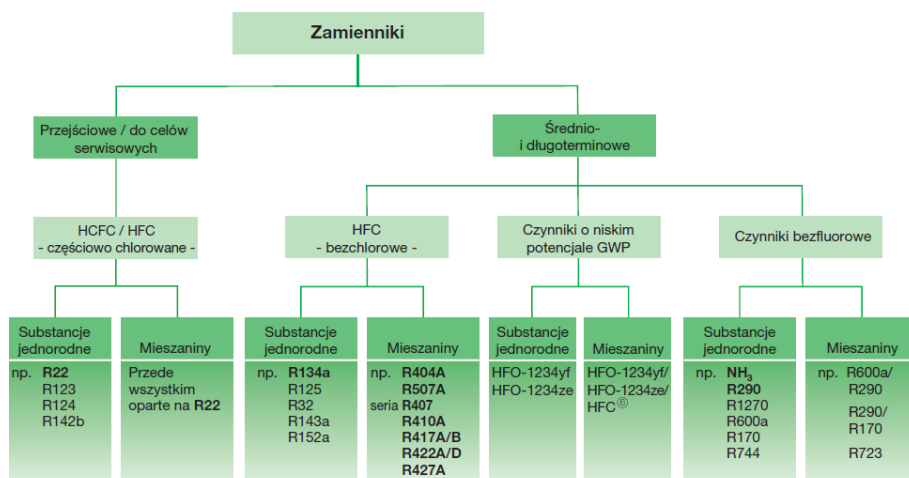 Zamienniki
Przejściowe / do celów
serwisowych
Średnio-
i długoterminowe
HCFC / HFC
- częściowo chlorowane -
HFC
- bezchlorowe -
Czynniki o niskim
potencjale GWP
Czynniki bezfluorowe
Substancje
jednorodne
np. R22
R123
R124
R142b
Mieszaniny
Przede
wszystkim
oparte na R22
Substancje
jednorodne
np. R134a
R125
R32
R143a
R152a
Mieszaniny
np. R404A
R507A
seria R407
R410A
R417A/B
R422A/D
R427A
Substancje
jednorodne
HFO-1234yf
HFO-1234ze
Mieszaniny
HFO-1234yf/
HFO-1234ze/
HFC⑥
Substancje
jednorodne
np. NH₃
R290
R1270
R600a
R170
R744
Mieszaniny
np. R600a/
R290
R290/
R170
R723